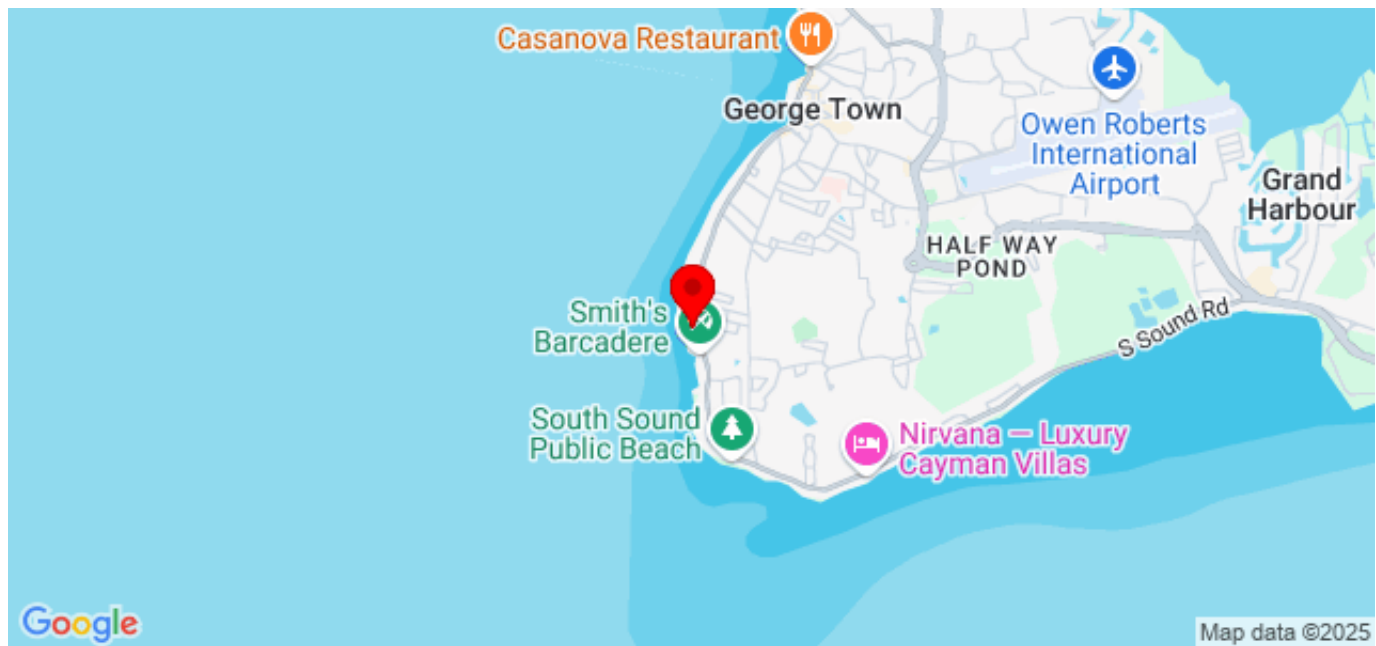 Casanova Restaurant
George Town
Owen Roberts
International
Airport
Grand
Harbour
HALF WAY
POND
Smith's
Barcadere
S Sound Rd
South Sound
Public Beach
Nirvana — Luxury
Cayman Villas
Google
Map data ©2025